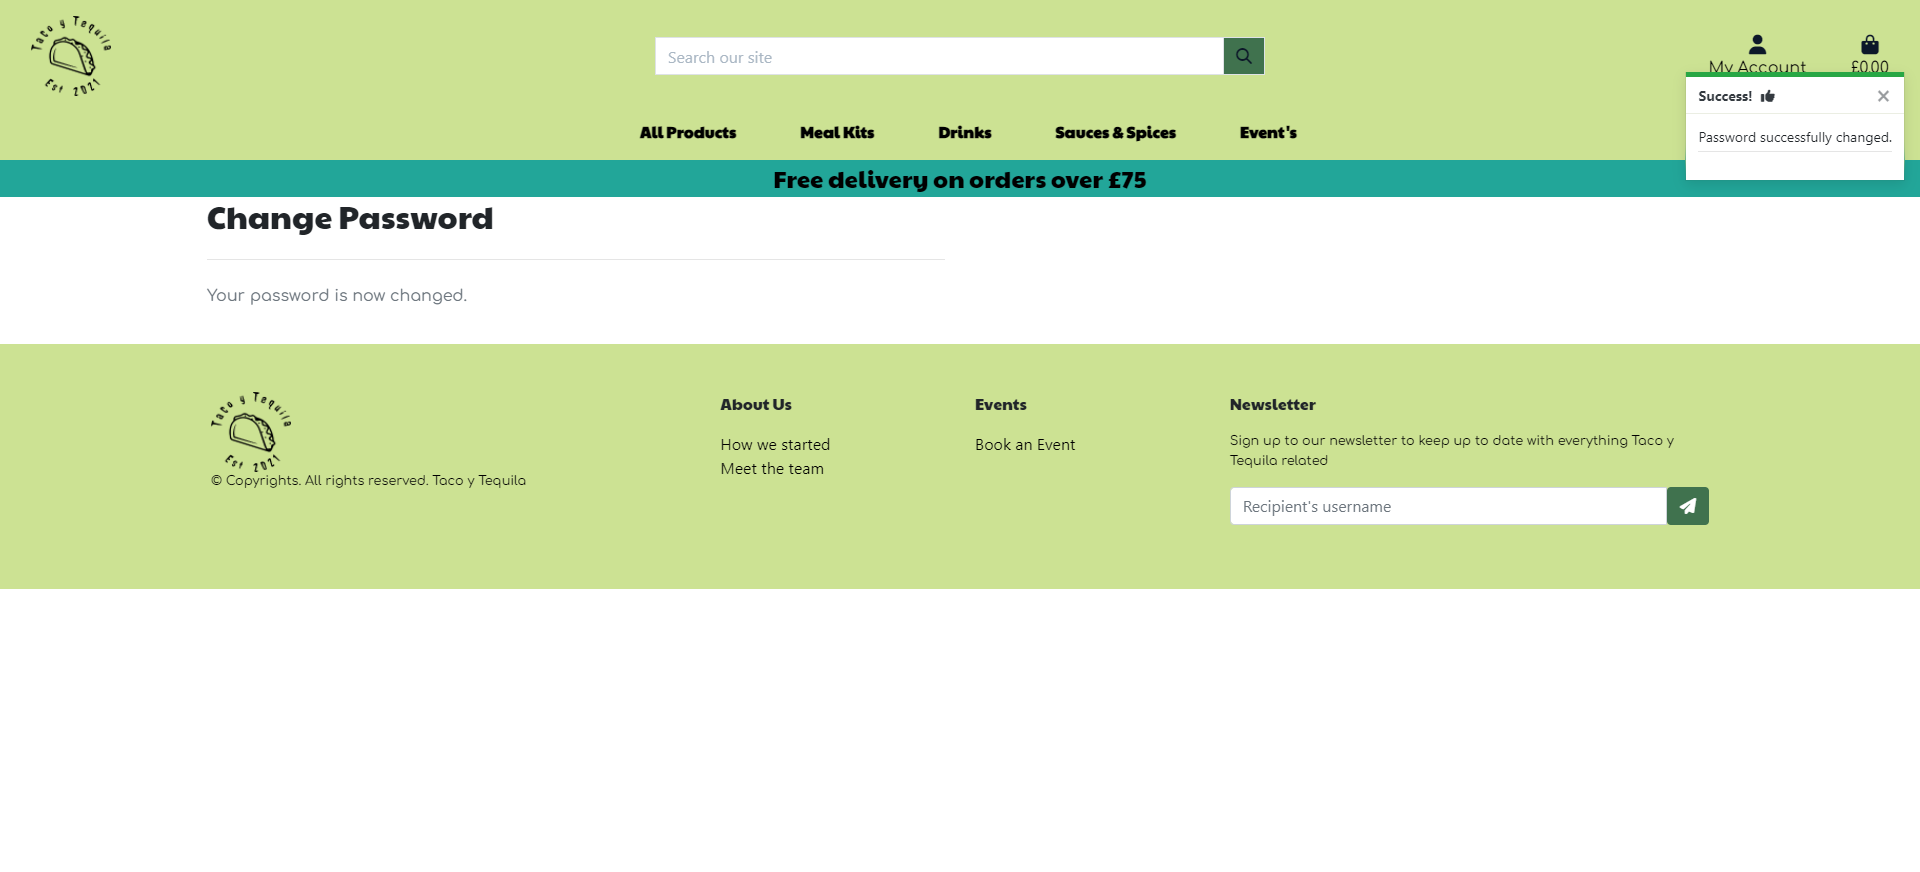 Taco y Tequila
Est 2021
Search our site
My Account
£0.00
Success!
Password successfully changed.
All Products
Meal Kits
Drinks
Sauces & Spices
Event's
Free delivery on orders over £75
Change Password
Your password is now changed.
Taco y Tequila
Est 2021
© Copyrights. All rights reserved. Taco y Tequila
About Us
How we started
Meet the team
Events
Book an Event
Newsletter
Sign up to our newsletter to keep up to date with everything Taco y
Tequila related
Recipient's username